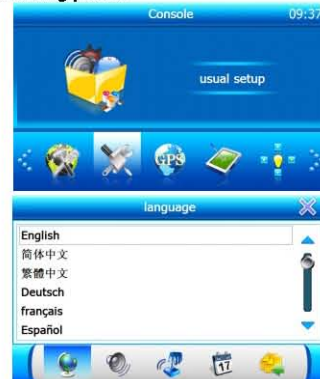 Console 09:37
usual setup
GPS
language
English
简体中文
繁體中文
Deutsch
français
Español
17